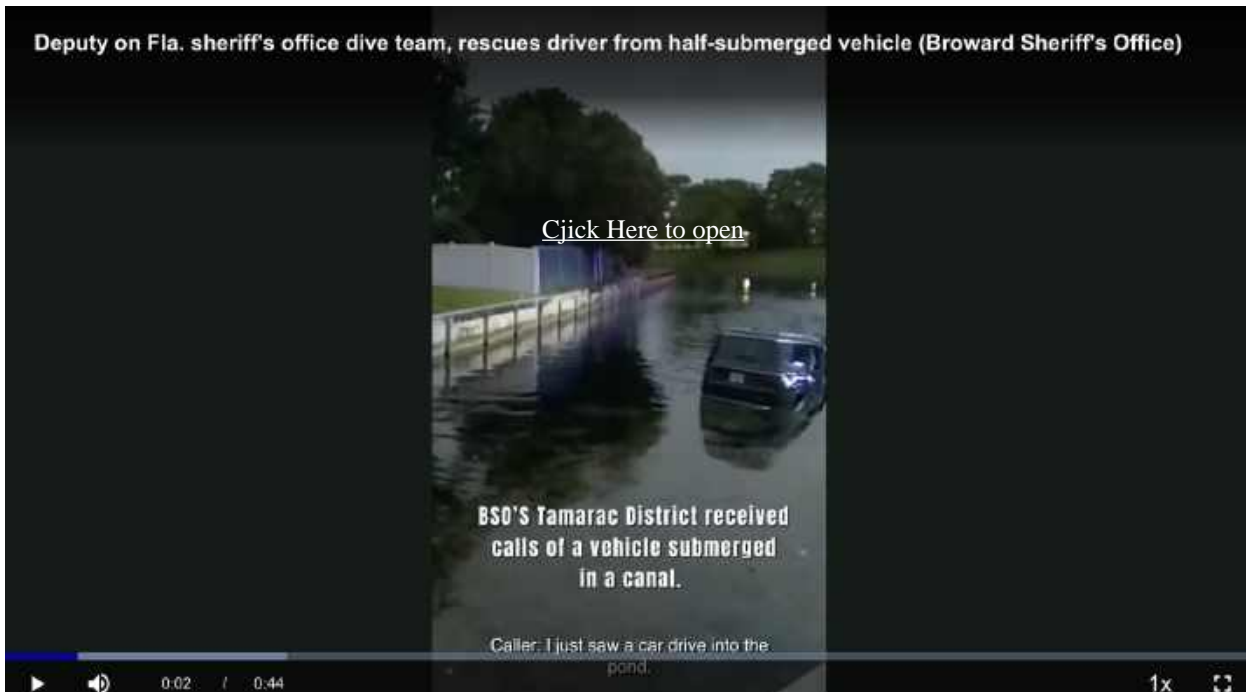 Deputy on Fla. sheriff's office dive team, rescues driver from half-submerged vehicle (Broward Sheriff's Office)
Cjick Here to open
BSO'S Tamarac District received
calls of a vehicle submerged
in a canal.
Caller: I just saw a car drive into the
pond.
0:02 / 0:44
1x